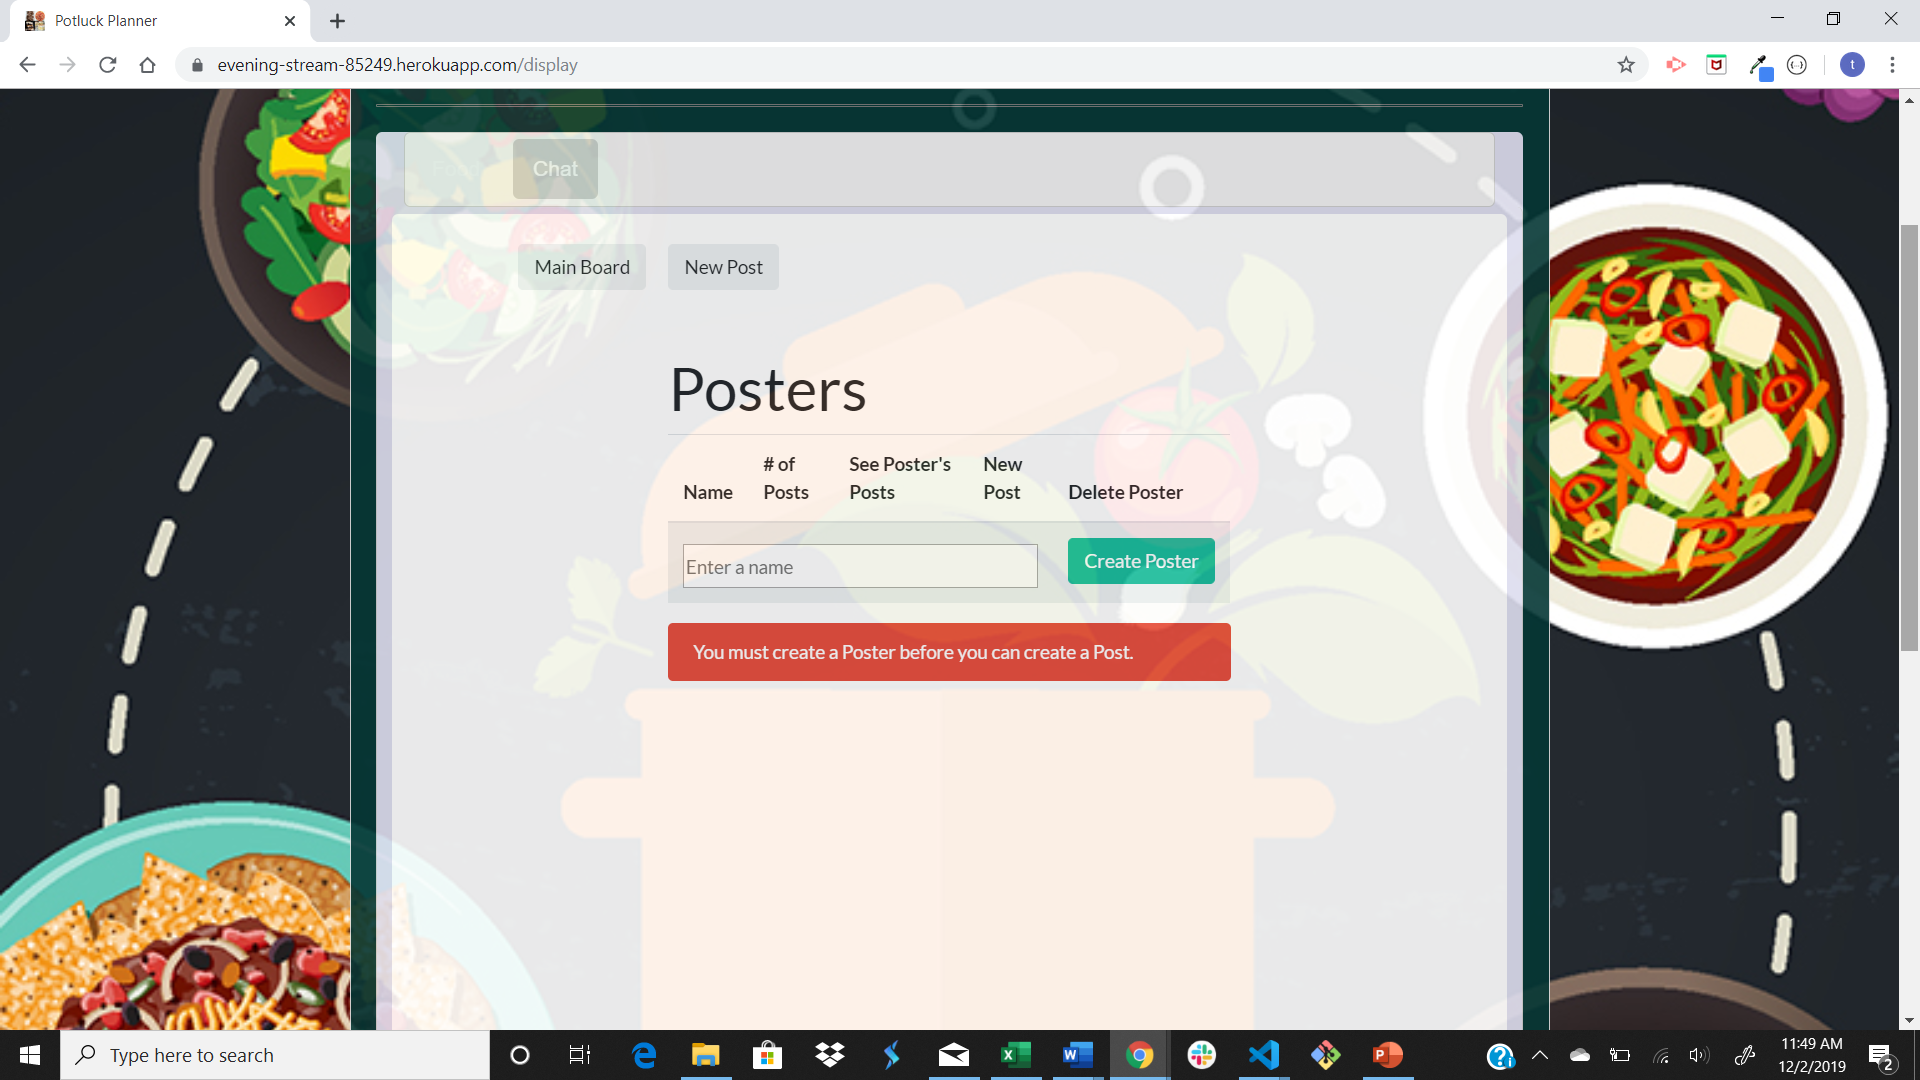 Potluck Planner
evening-stream-85249.herokuapp.com/display
t
Chat
Main Board
New Post
Posters
Name
# of
Posts
See Poster's
Posts
New
Post
Delete Poster
Enter a name
Create Poster
You must create a Poster before you can create a Post.
Type here to search
11:49 AM
12/2/2019
2